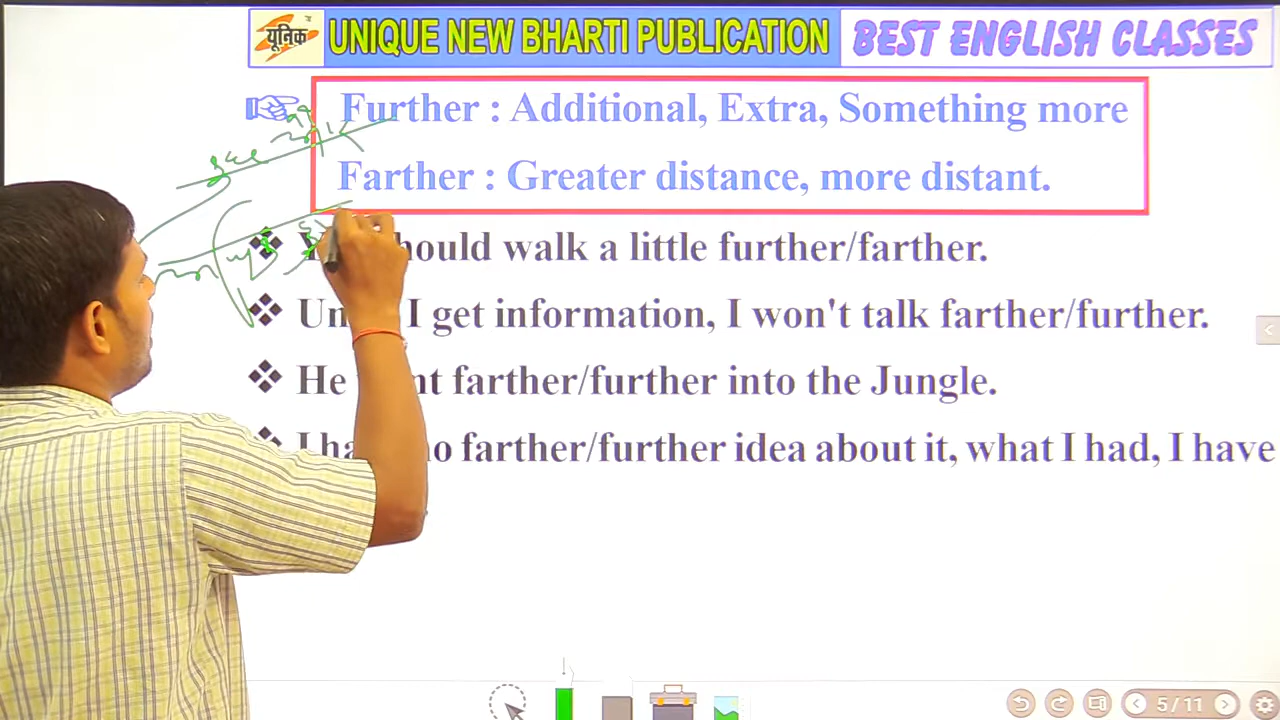 यूनिक UNIQUE NEW BHARTI PUBLICATION BEST ENGLISH CLASSES
Further : Additional, Extra, Something more
Farther : Greater distance, more distant.
should walk a little further/farther.
I get information, I won't talk farther/further.
He farther/further into the Jungle.
I no farther/further idea about it, what I had, I have
5/11